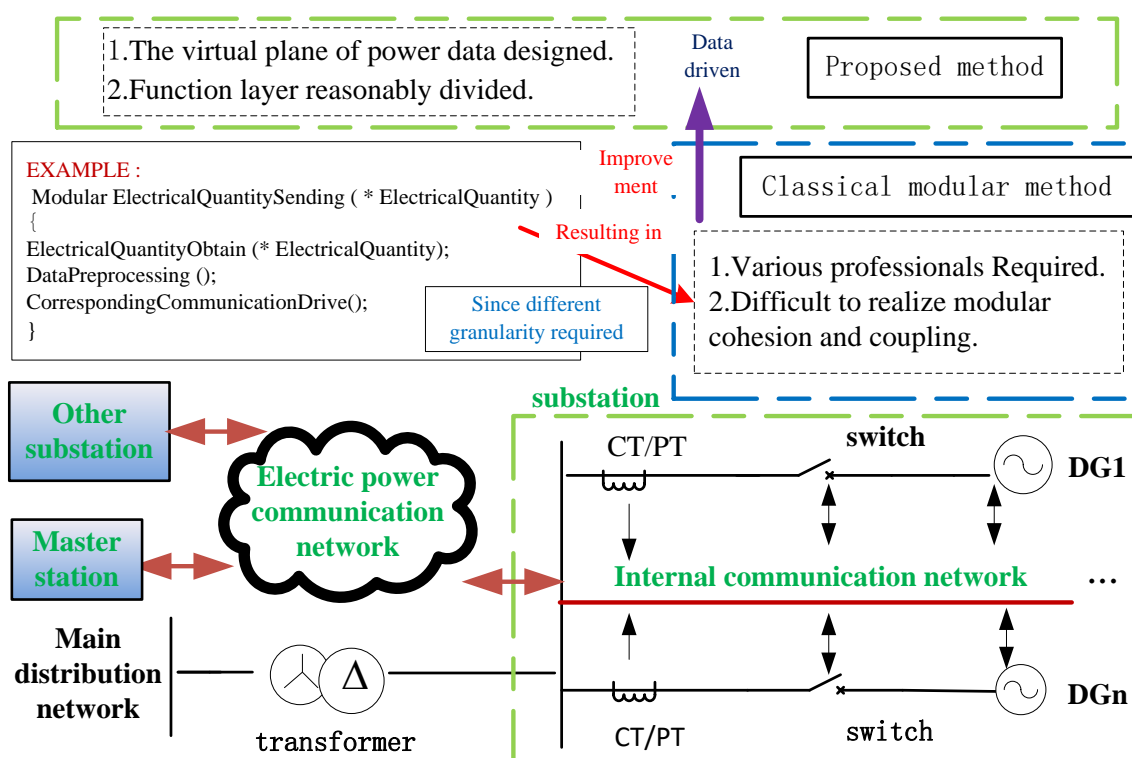 1.The virtual plane of power data designed.
2.Function layer reasonably divided.
Data
driven
Proposed method
EXAMPLE :
Modular ElectricalQuantitySending ( * ElectricalQuantity )
{
ElectricalQuantityObtain (* ElectricalQuantity);
DataPreprocessing ();
CorrespondingCommunicationDrive();
}
Since different
granularity required
Improve
ment
Resulting in
Classical modular method
1.Various professionals Required.
2.Difficult to realize modular
cohesion and coupling.
substation
Other
substation
Electric power
communication
network
Master
station
CT/PT
switch
DG1
Internal communication network
...
Main
distribution
network
Δ
transformer
CT/PT
switch
DGn